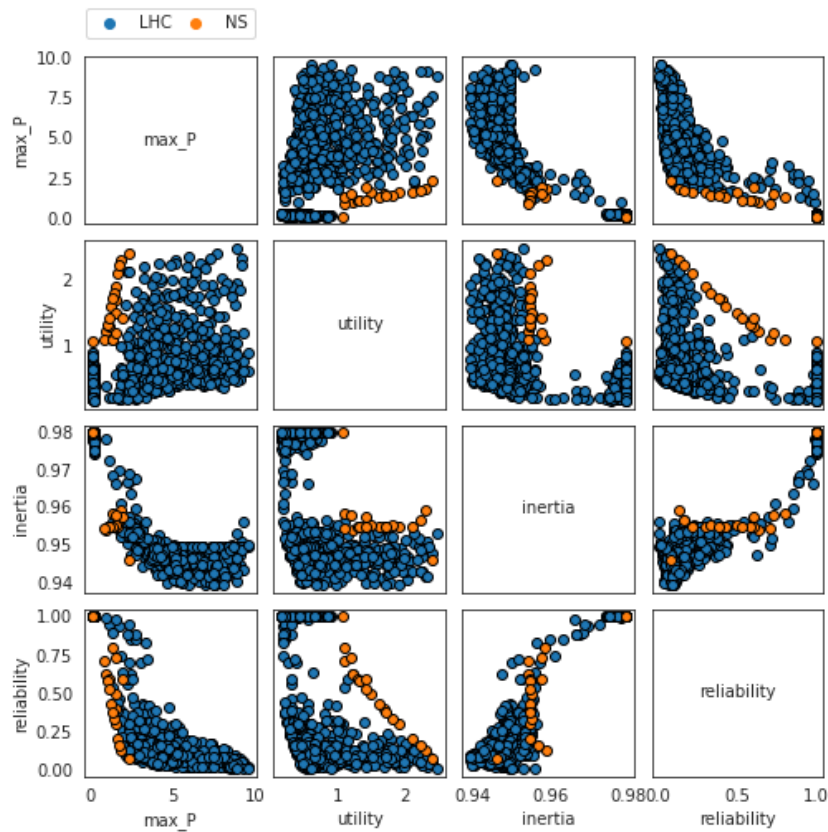 LHC NS
10.0
7.5
5.0
2.5
0.0
max_P
max_P
2
1
utility
utility
0.98
0.97
0.96
0.95
0.94
inertia
inertia
1.00
0.75
0.50
0.25
0.00
reliability
reliability
0 5 10 1 2 0.94 0.96 0.98 0.0 0.5 1.0
max_P utility inertia reliability